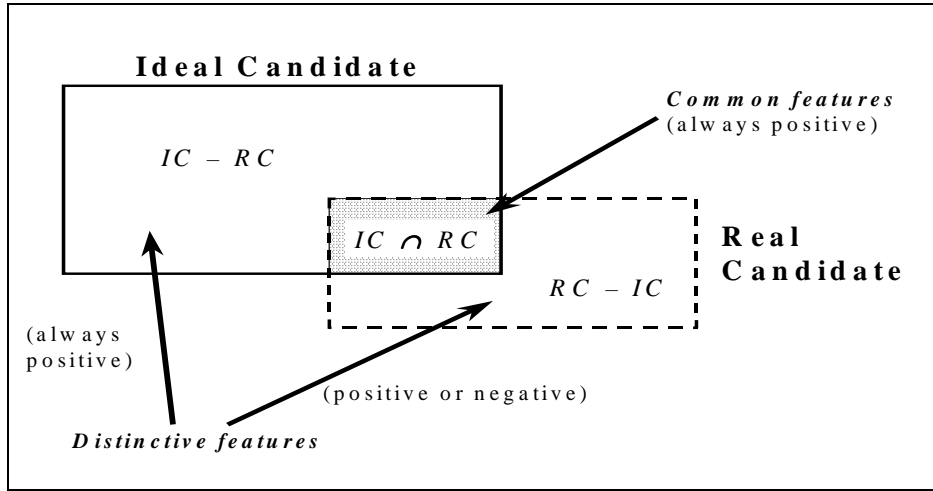 Ideal Candidate
Common features
(always positive)
IC – RC
IC ∩ RC
Real
Candidate
RC – IC
(always
positive)
(positive or negative)
Distinctive features